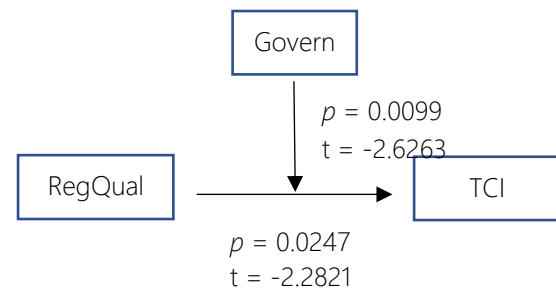 Govern
p = 0.0099
t = -2.6263
RegQual
TCI
p = 0.0247
t = -2.2821